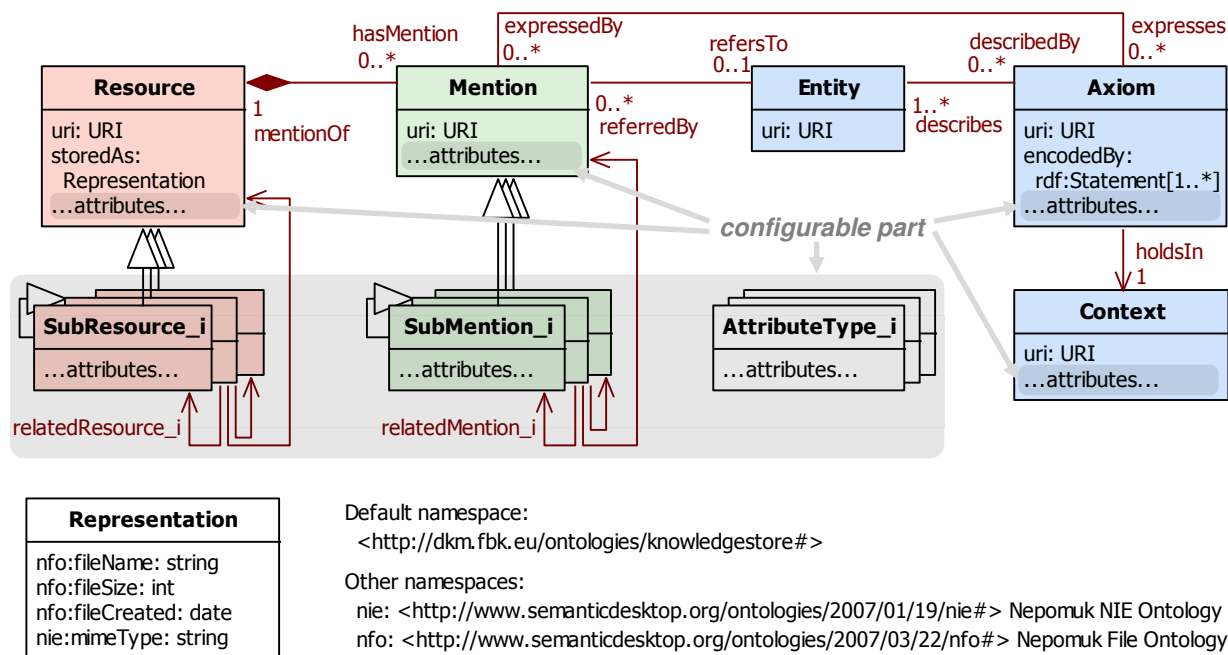 hasMention
0..*
expressedBy
0..*
refersTo
0..1
describedBy
0..*
expresses
0..*
Resource
uri: URI
storedAs:
Representation
...attributes...
1
mentionOf
Mention
uri: URI
...attributes...
0..*
referredBy
Entity
uri: URI
1..*
describes
Axiom
uri: URI
encodedBy:
rdf:Statement[1..*]
...attributes...
configurable part
holdsIn
1
SubResource_i
...attributes...
relatedResource_i
SubMention_i
...attributes...
relatedMention_i
AttributeType_i
...attributes...
Context
uri: URI
...attributes...
Representation
nfo:fileName: string
nfo:fileSize: int
nfo:fileCreated: date
nie:mimeType: string
Default namespace:
<http://dkm.fbk.eu/ontologies/knowledgestore#>
Other namespaces:
nie: <http://www.semanticdesktop.org/ontologies/2007/01/19/nie#> Nepomuk NIE Ontology
nfo: <http://www.semanticdesktop.org/ontologies/2007/03/22/nfo#> Nepomuk File Ontology